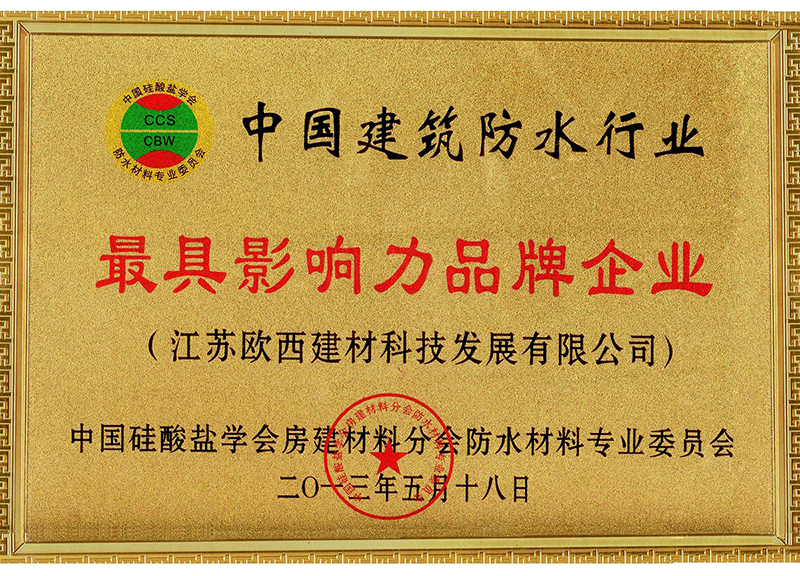 中国硅酸盐学会
CCS
CBW
防水材料专业委员会
中国建筑防水行业
最具影响力品牌企业
(江苏欧西建材科技发展有限公司)
中国硅酸盐学会房建材料分会防水材料专业委员会
二〇一三年五月十八日